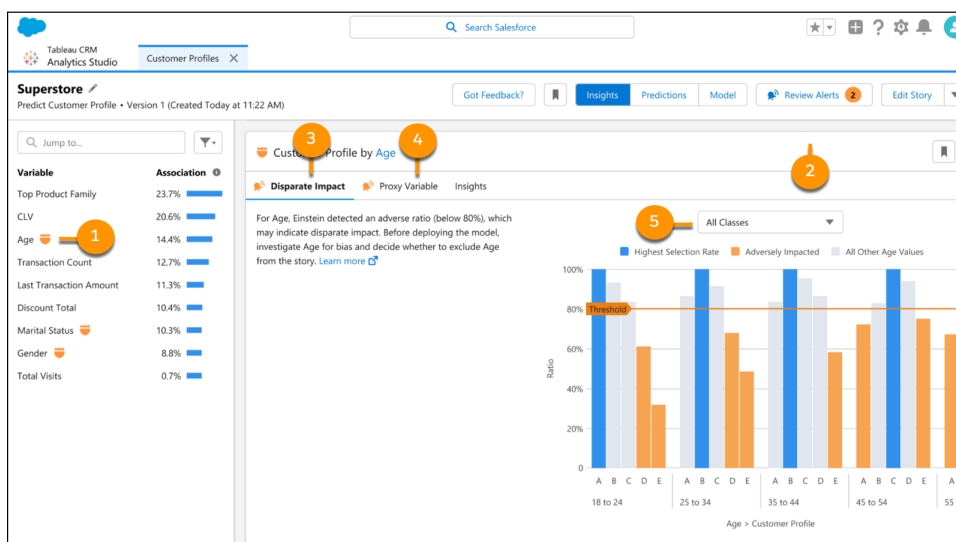 Search Salesforce
Tableau CRM
Analytics Studio
Customer Profiles
Superstore
Predict Customer Profile • Version 1 (Created Today at 11:22 AM)
Got Feedback?
Insights
Predictions
Model
Review Alerts 2
Edit Story
Jump to...
Variable Association
Top Product Family 23.7%
CLV 20.6%
Age 14.4%
Transaction Count 12.7%
Last Transaction Amount 11.3%
Discount Total 10.4%
Marital Status 10.3%
Gender 8.8%
Total Visits 0.7%
1
3
4
2
5
Profile by Age
Disparate Impact
Proxy Variable
Insights
For Age, Einstein detected an adverse ratio (below 80%), which
may indicate disparate impact. Before deploying the model,
investigate Age for bias and decide whether to exclude Age
from the story. Learn more
All Classes
Highest Selection Rate
Adversely Impacted
All Other Age Values
100%
80%
Threshold
60%
40%
20%
0
Ratio
A B C D E A B C D E A B C D E A B C D E A
18 to 24
25 to 34
35 to 44
45 to 54
55
Age > Customer Profile